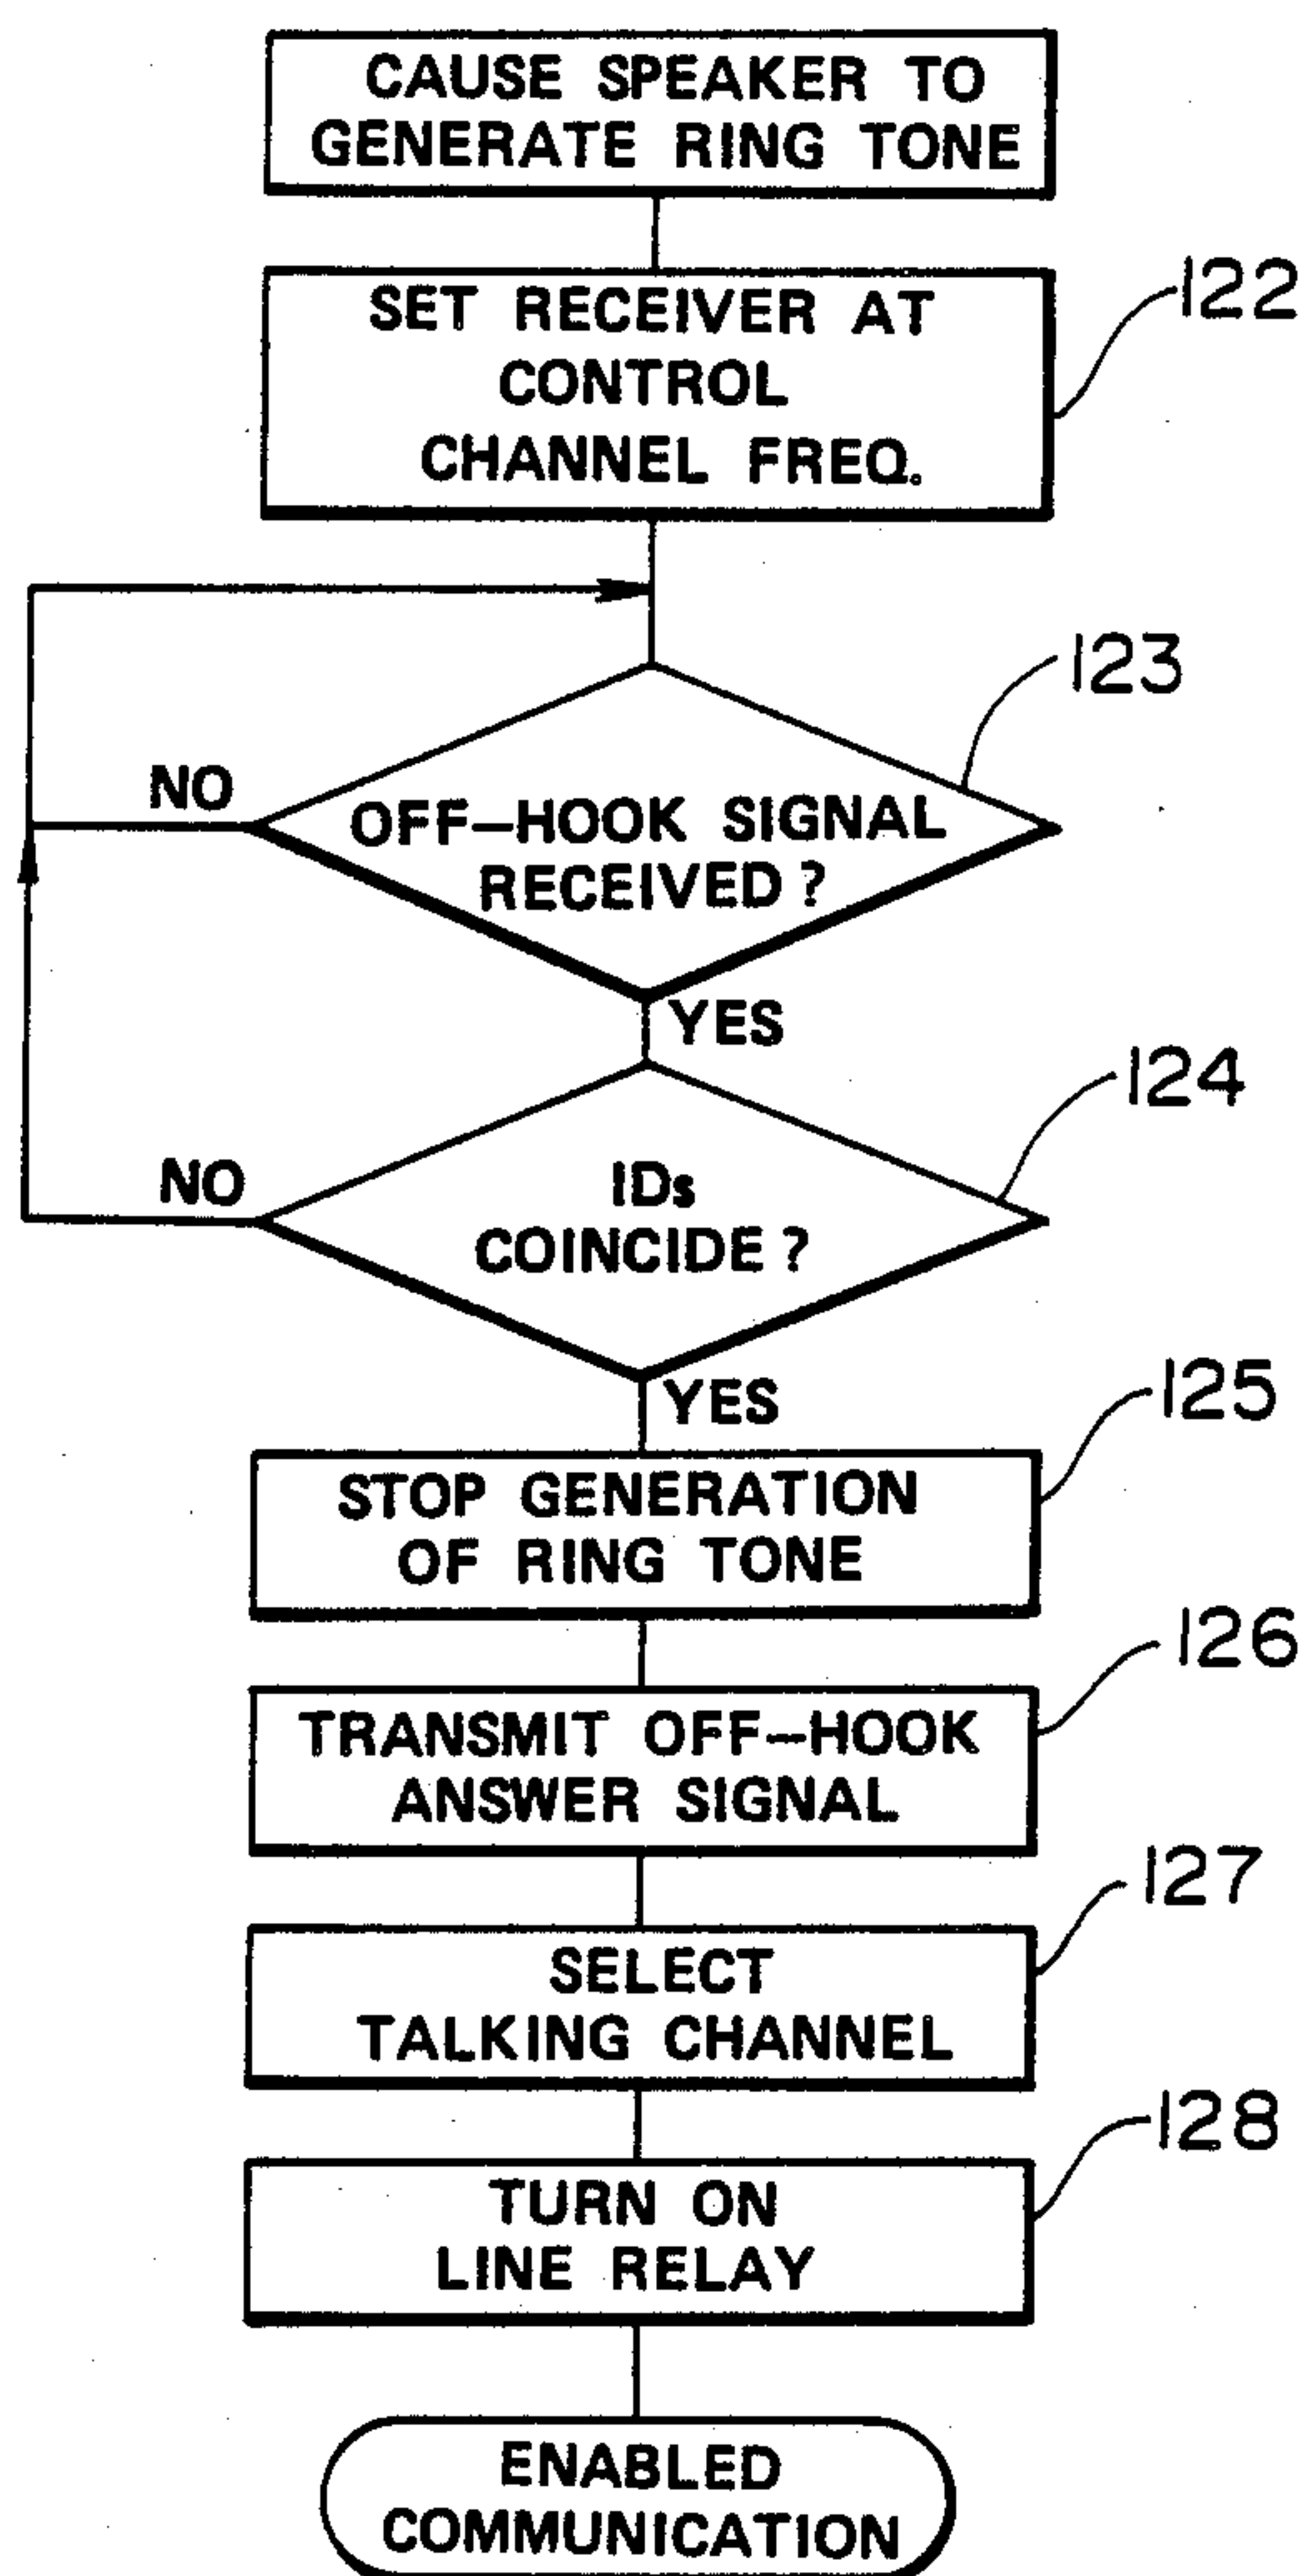 CAUSE SPEAKER TO
GENERATE RING TONE
SET RECEIVER AT
CONTROL
CHANNEL FREQ.
122
123
NO
OFF-HOOK SIGNAL
RECEIVED?
YES
124
NO
IDs
COINCIDE?
YES
125
STOP GENERATION
OF RING TONE
126
TRANSMIT OFF-HOOK
ANSWER SIGNAL
127
SELECT
TALKING CHANNEL
128
TURN ON
LINE RELAY
ENABLED
COMMUNICATION